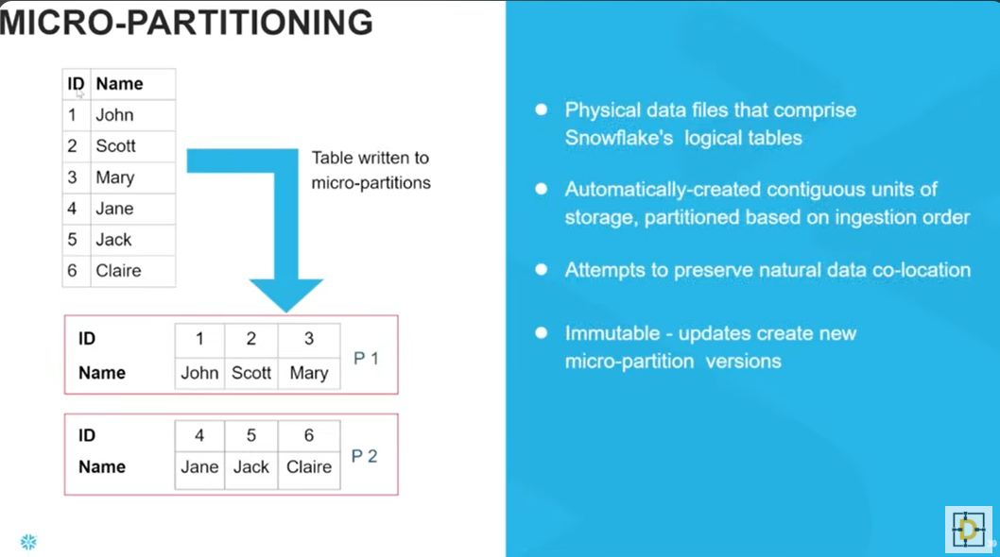 MICRO-PARTITIONING
ID Name
1 John
2 Scott
3 Mary
4 Jane
5 Jack
6 Claire
Table written to
micro-partitions
ID 1 2 3
Name John Scott Mary
P 1
ID 4 5 6
Name Jane Jack Claire
P 2
Physical data files that comprise
Snowflake's logical tables
Automatically-created contiguous units of
storage, partitioned based on ingestion order
Attempts to preserve natural data co-location
Immutable - updates create new
micro-partition versions
D